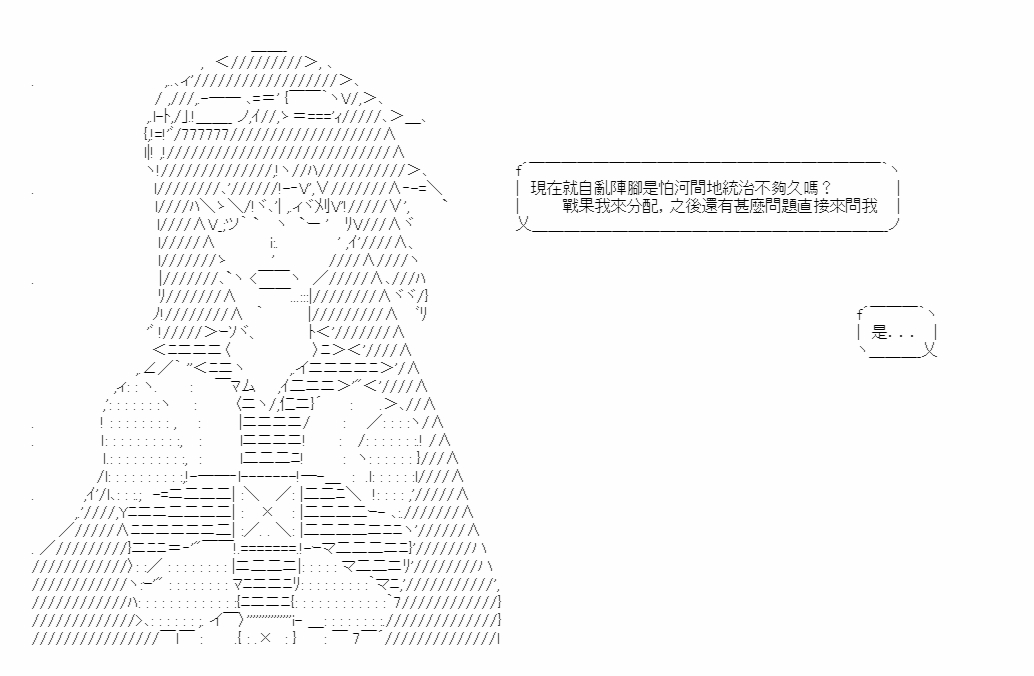 現在就自亂陣腳是怕河間地統治不夠久嗎？
戰果我來分配，之後還有甚麼問題直接來問我
是．．．